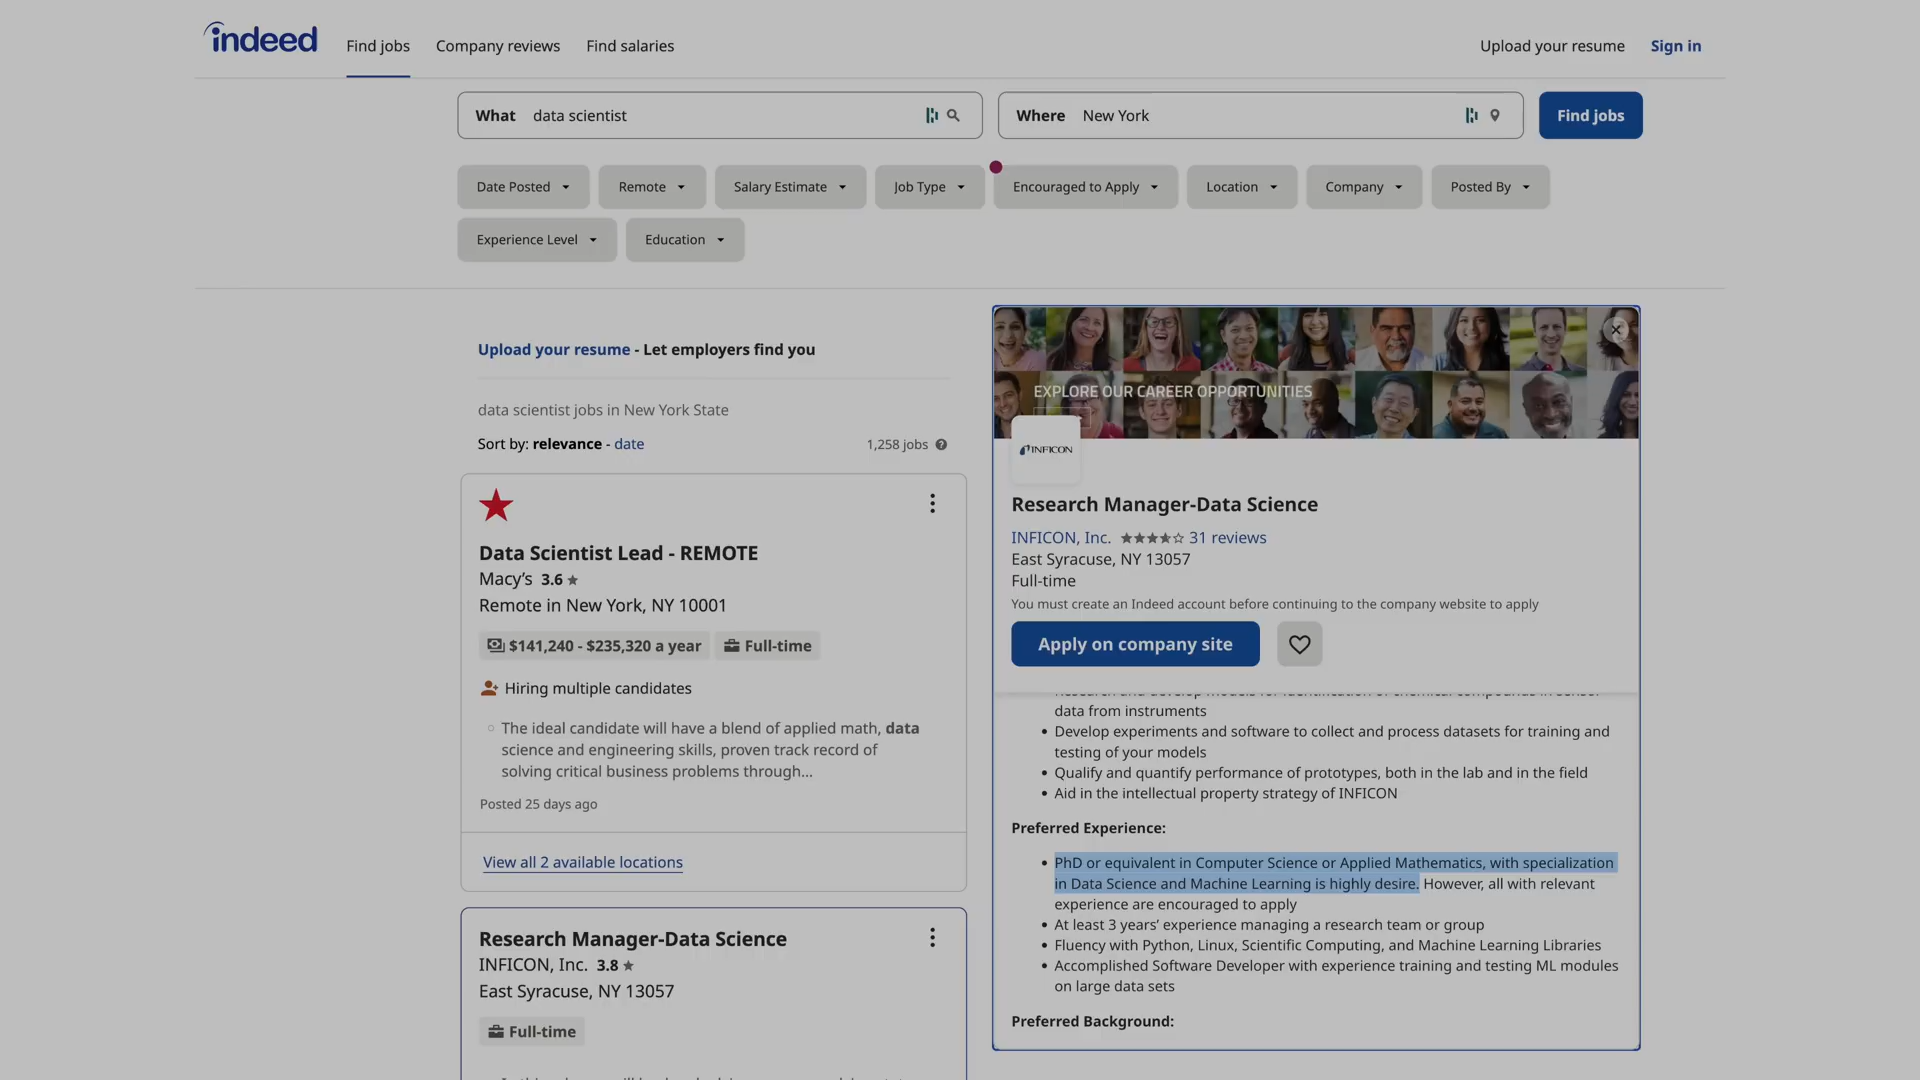 indeed
Find jobs
Company reviews
Find salaries
Upload your resume
Sign in
What data scientist
Where New York
Find jobs
Date Posted
Remote
Salary Estimate
Job Type
Encouraged to Apply
Location
Company
Posted By
Experience Level
Education
Upload your resume - Let employers find you
data scientist jobs in New York State
Sort by: relevance - date
1,258 jobs
Data Scientist Lead - REMOTE
Macy's 3.6
Remote in New York, NY 10001
$141,240 - $235,320 a year
Full-time
Hiring multiple candidates
The ideal candidate will have a blend of applied math, data
science and engineering skills, proven track record of
solving critical business problems through...
Posted 25 days ago
View all 2 available locations
Research Manager-Data Science
INFICON, Inc. 3.8
East Syracuse, NY 13057
Full-time
EXPLORE OUR CAREER OPPORTUNITIES
INFICON
Research Manager-Data Science
INFICON, Inc. 31 reviews
East Syracuse, NY 13057
Full-time
You must create an Indeed account before continuing to the company website to apply
Apply on company site
data from instruments
Develop experiments and software to collect and process datasets for training and
testing of your models
Qualify and quantify performance of prototypes, both in the lab and in the field
Aid in the intellectual property strategy of INFICON
Preferred Experience:
PhD or equivalent in Computer Science or Applied Mathematics, with specialization
in Data Science and Machine Learning is highly desire. However, all with relevant
experience are encouraged to apply
At least 3 years' experience managing a research team or group
Fluency with Python, Linux, Scientific Computing, and Machine Learning Libraries
Accomplished Software Developer with experience training and testing ML modules
on large data sets
Preferred Background: